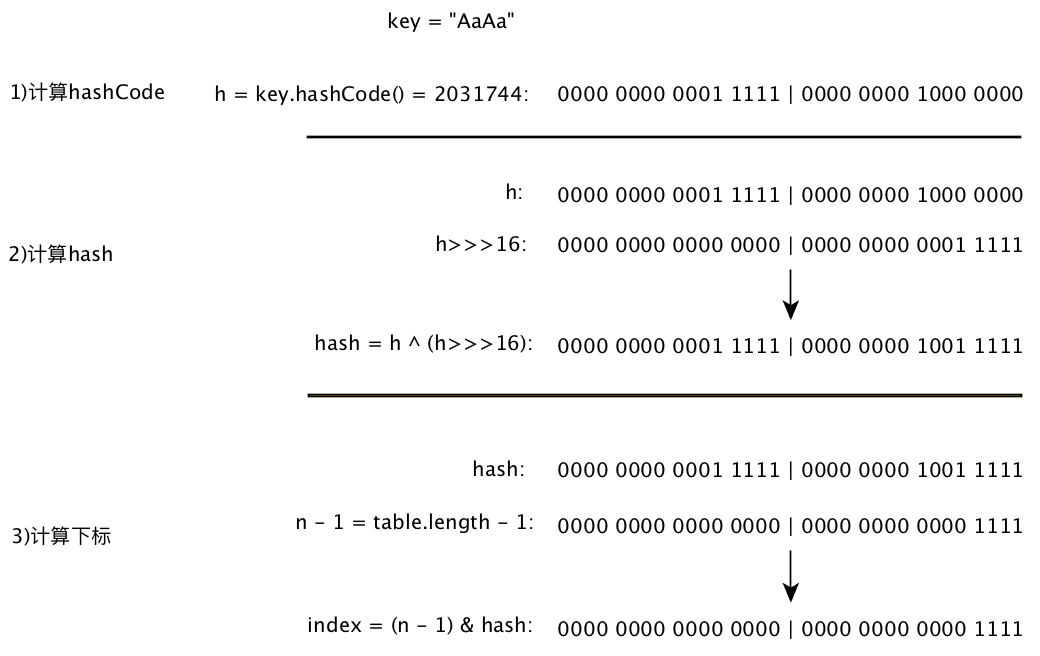 key = "AaAa"
1)计算hashCode h = key.hashCode() = 2031744: 0000 0000 0001 1111 | 0000 0000 1000 0000
h: 0000 0000 0001 1111 | 0000 0000 1000 0000
2)计算hash h>>>16: 0000 0000 0000 0000 | 0000 0000 0001 1111
hash = h ^ (h>>>16): 0000 0000 0001 1111 | 0000 0000 1001 1111
hash: 0000 0000 0001 1111 | 0000 0000 1001 1111
3)计算下标 n - 1 = table.length - 1: 0000 0000 0000 0000 | 0000 0000 0000 1111
index = (n - 1) & hash: 0000 0000 0000 0000 | 0000 0000 0000 1111